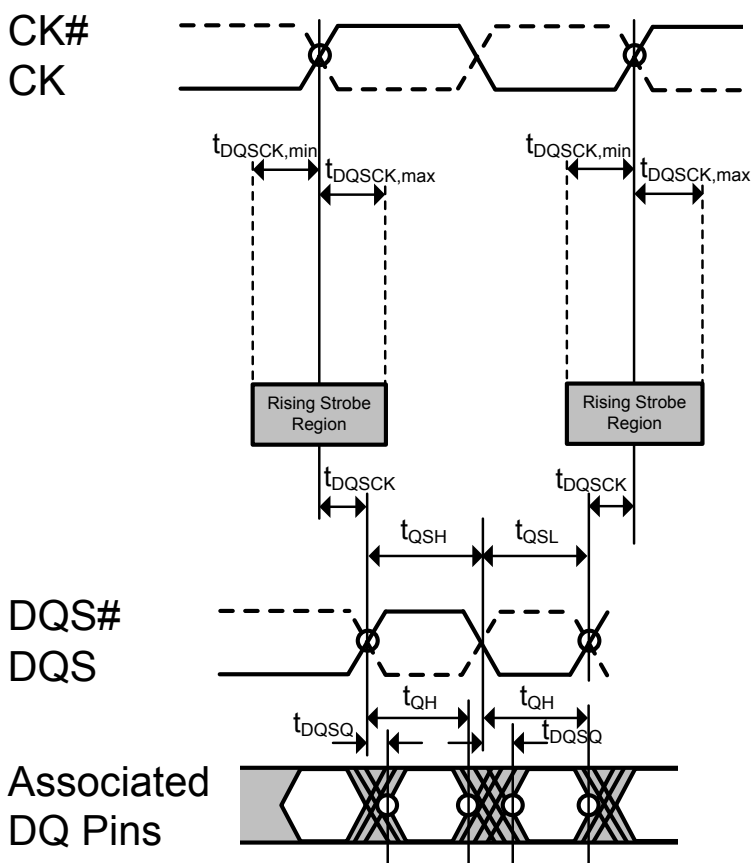 CK#
CK
tDQSCK,min
tDQSCK,max
tDQSCK,min
tDQSCK,max
Rising Strobe
Region
Rising Strobe
Region
tDQSCK
tDQSCK
tQSH
tQSL
DQS#
DQS
tQH
tQH
tDQSQ
tDQSQ
Associated
DQ Pins